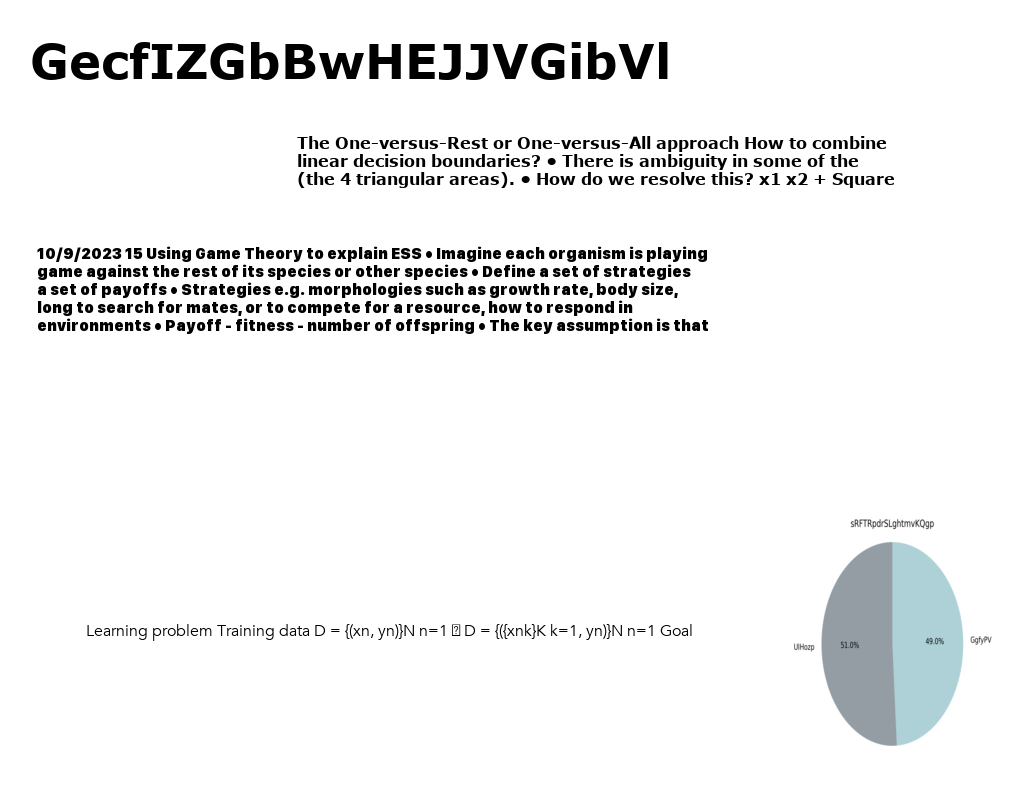 GecfIZGbBwHEJJVGibVl
The One-versus-Rest or One-versus-All approach How to combine
linear decision boundaries? • There is ambiguity in some of the
(the 4 triangular areas). • How do we resolve this? x1 x2 + Square
10/9/2023 15 Using Game Theory to explain ESS • Imagine each organism is playing
game against the rest of its species or other species • Define a set of strategies
a set of payoffs • Strategies e.g. morphologies such as growth rate, body size,
long to search for mates, or to compete for a resource, how to respond in
environments • Payoff - fitness - number of offspring • The key assumption is that
sRFTRpdrSLghtmvKQgp
Learning problem Training data D = {(xn, yn)}N n=1 D = {({xnk}K k=1, yn)}N n=1 Goal
UlHozp
51.0%
49.0%
GgfyPV